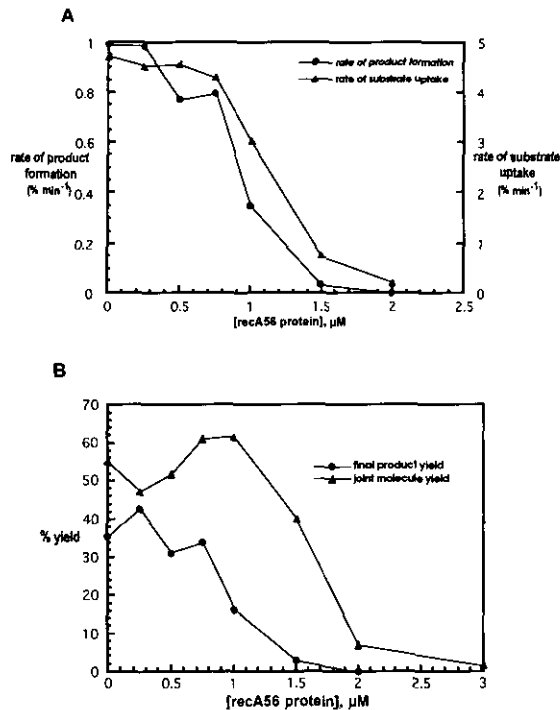 A
1
0.8
0.6
0.4
0.2
0
rate of product
formation
(% min⁻¹)
rate of product formation
rate of substrate uptake
5
4
3
2
1
0
rate of substrate
uptake
(% min⁻¹)
0
0.5
1
1.5
2
2.5
[recA56 protein], µM
B
70
60
50
40
30
20
10
0
% yield
final product yield
joint molecule yield
0
0.5
1
1.5
2
2.5
3
[recA56 protein], µM